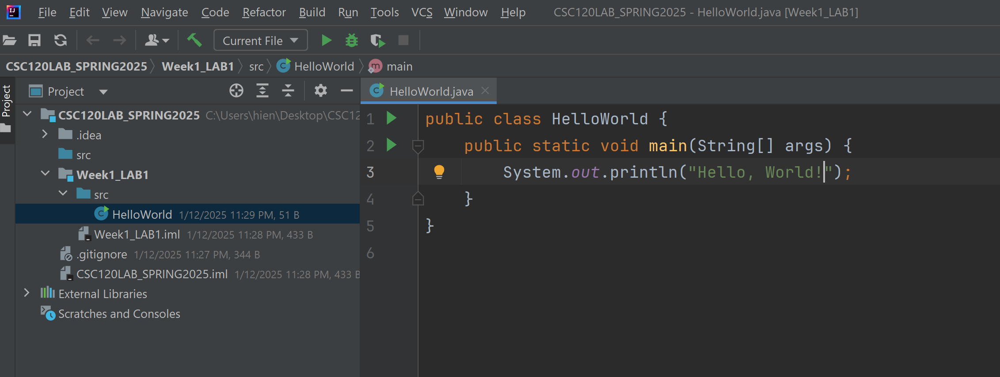 IJ
File Edit View Navigate Code Refactor Build Run Tools VCS Window Help CSC120LAB_SPRING2025 - HelloWorld.java [Week1_LAB1]
Current File
CSC120LAB_SPRING2025 Week1_LAB1 src C HelloWorld m main
Project
Project
C HelloWorld.java
CSC120LAB_SPRING2025 C:\Users\hien\Desktop\CSC12
.idea
src
Week1_LAB1
src
C HelloWorld 1/12/2025 11:29 PM, 51 B
Week1_LAB1.iml 1/12/2025 11:28 PM, 433 B
.gitignore 1/12/2025 11:27 PM, 344 B
CSC120LAB_SPRING2025.iml 1/12/2025 11:28 PM, 433 B
External Libraries
Scratches and Consoles
1 public class HelloWorld {
2 public static void main(String[] args) {
3 System.out.println("Hello, World!");
4 }
5 }
6